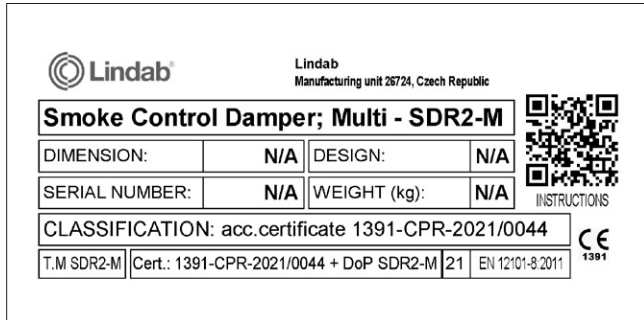 Lindab
Lindab
Manufacturing unit 26724, Czech Republic
Smoke Control Damper; Multi - SDR2-M
DIMENSION: N/A DESIGN: N/A
SERIAL NUMBER: N/A WEIGHT (kg): N/A
INSTRUCTIONS
CLASSIFICATION: acc.certificate 1391-CPR-2021/0044
CE
1391
T.M SDR2-M Cert.: 1391-CPR-2021/0044 + DoP SDR2-M 21 EN 12101-8:2011